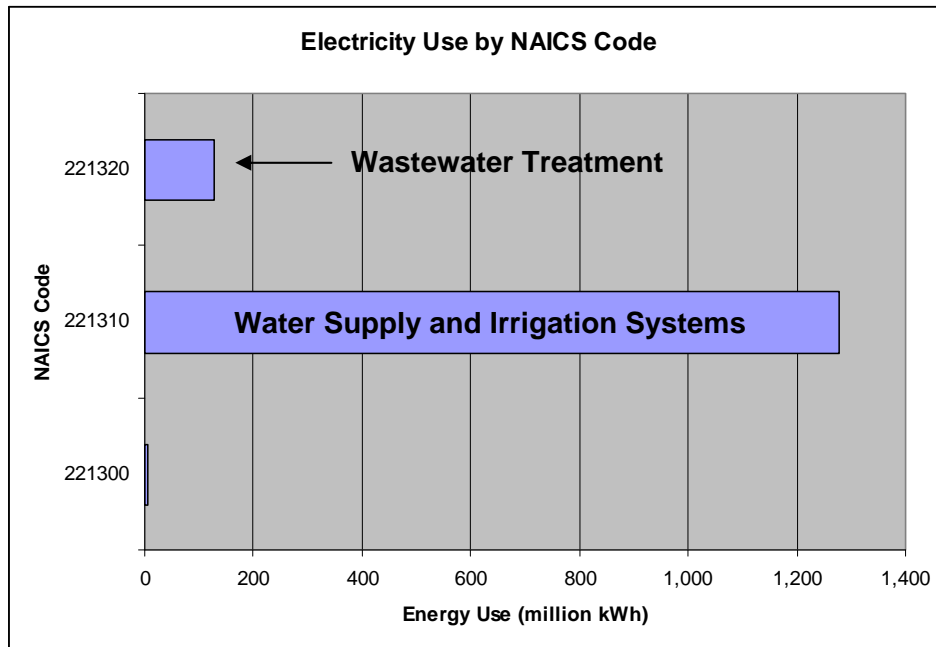 Electricity Use by NAICS Code
221320
Wastewater Treatment
221310
Water Supply and Irrigation Systems
221300
NAICS Code
0 200 400 600 800 1,000 1,200 1,400
Energy Use (million kWh)